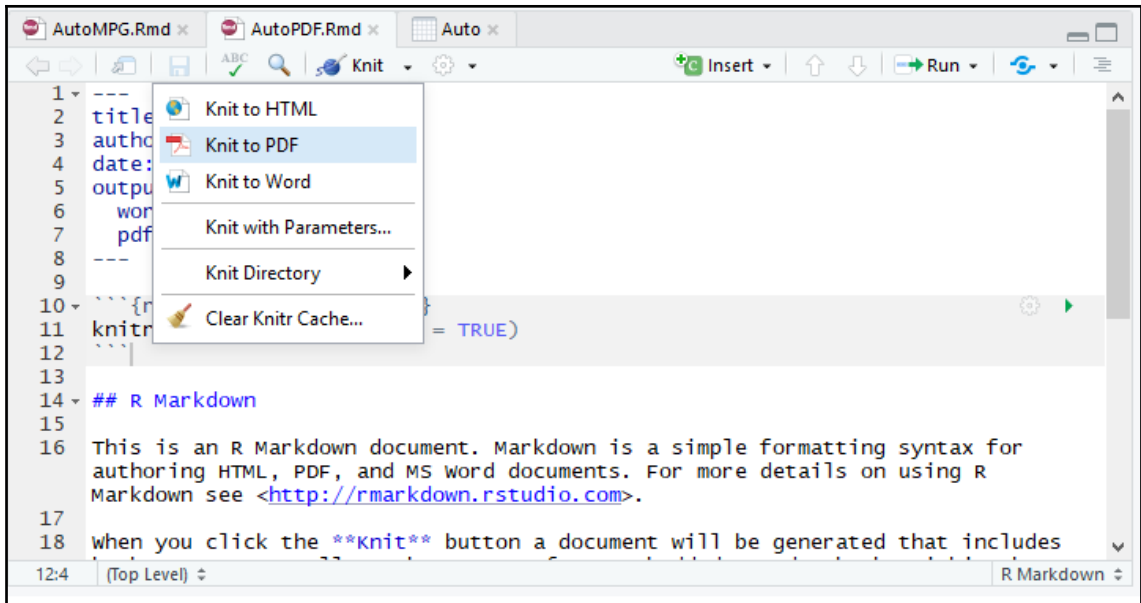 AutoMPG.Rmd × AutoPDF.Rmd × Auto ×
ABC Knit Insert Run
1 ---
2 title
3 autho
4 date:
5 outpu
6 wor
7 pdf
8 ---
9
10 ```{r }
11 knitr = TRUE)
12 ```
13
14 ## R Markdown
15
16 This is an R Markdown document. Markdown is a simple formatting syntax for
authoring HTML, PDF, and MS Word documents. For more details on using R
Markdown see <http://rmarkdown.rstudio.com>.
17
18 When you click the **Knit** button a document will be generated that includes
Knit to HTML
Knit to PDF
Knit to Word
Knit with Parameters...
Knit Directory
Clear Knitr Cache...
12:4 (Top Level) R Markdown